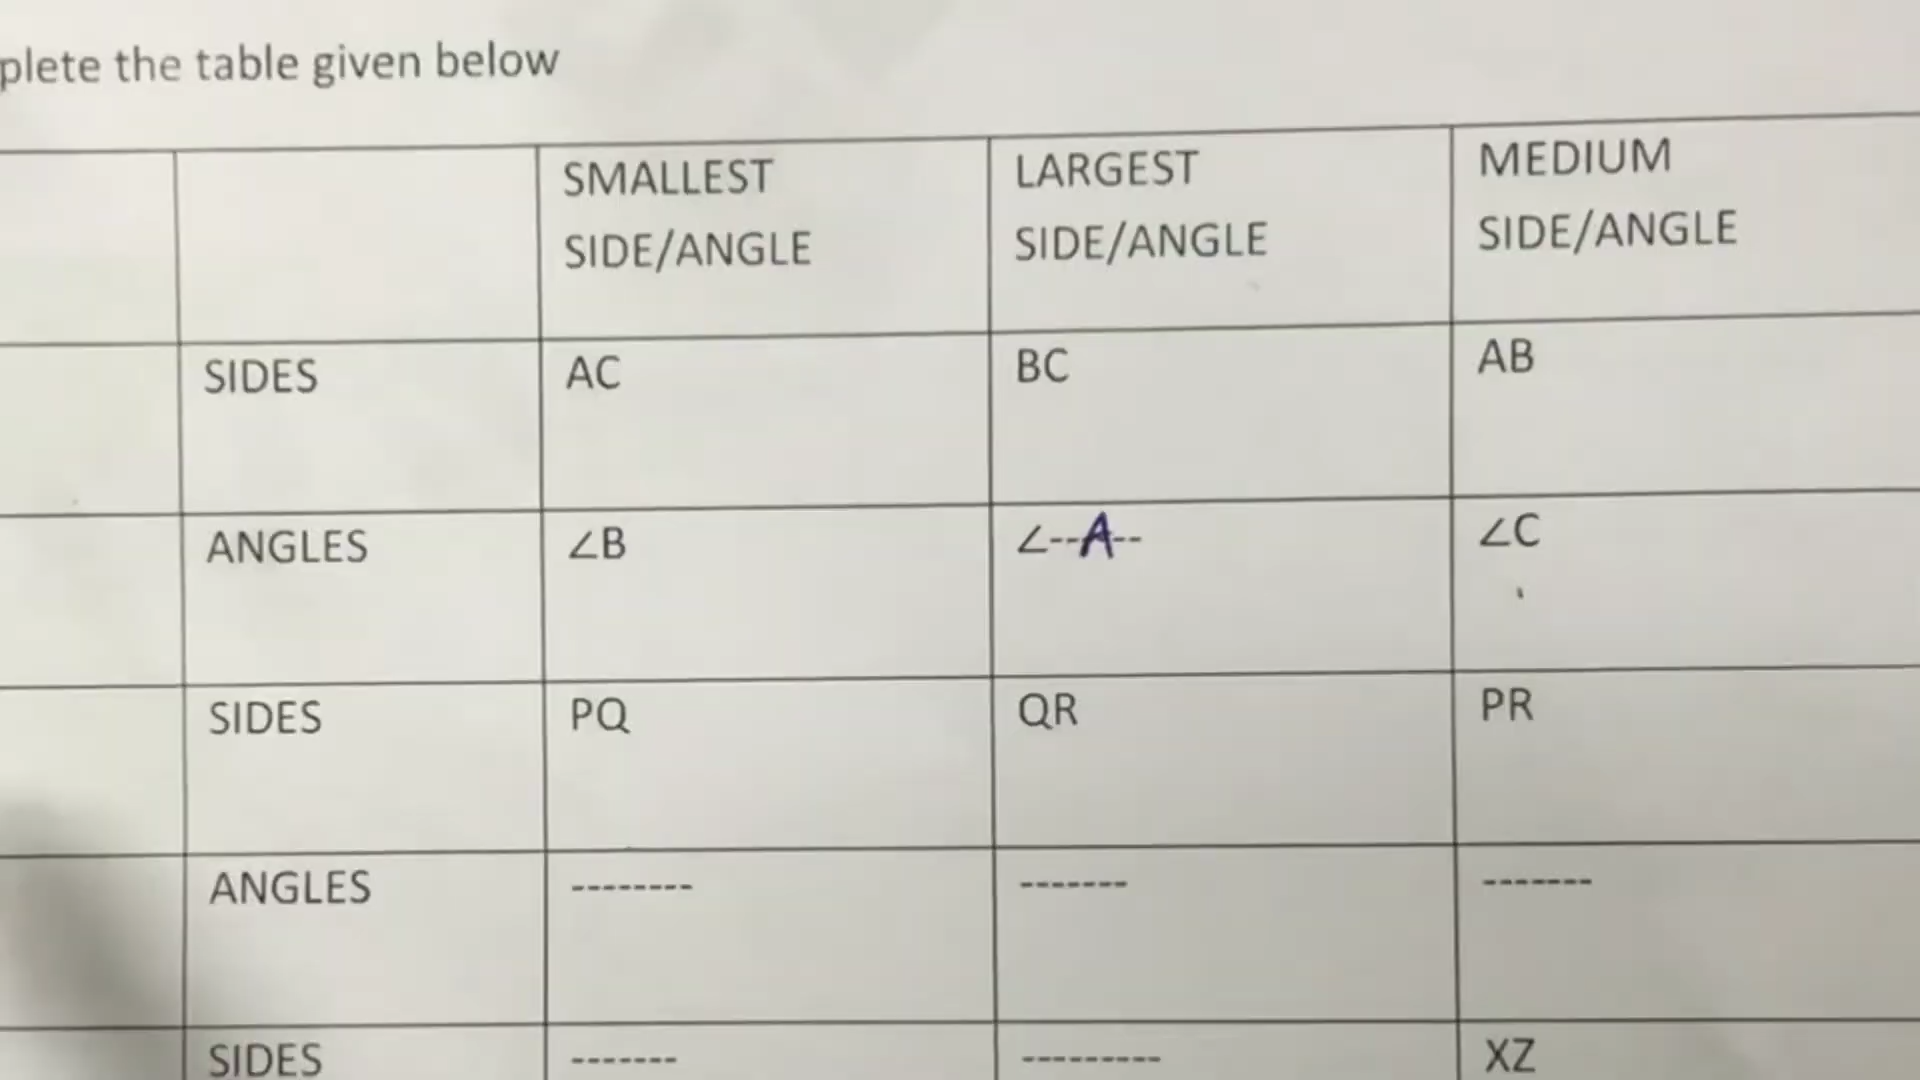 plete the table given below
SMALLEST SIDE/ANGLE LARGEST SIDE/ANGLE MEDIUM SIDE/ANGLE
SIDES AC BC AB
ANGLES ∠B ∠--A-- ∠C
SIDES PQ QR PR
ANGLES -------- ------- -------
SIDES ------- --------- XZ